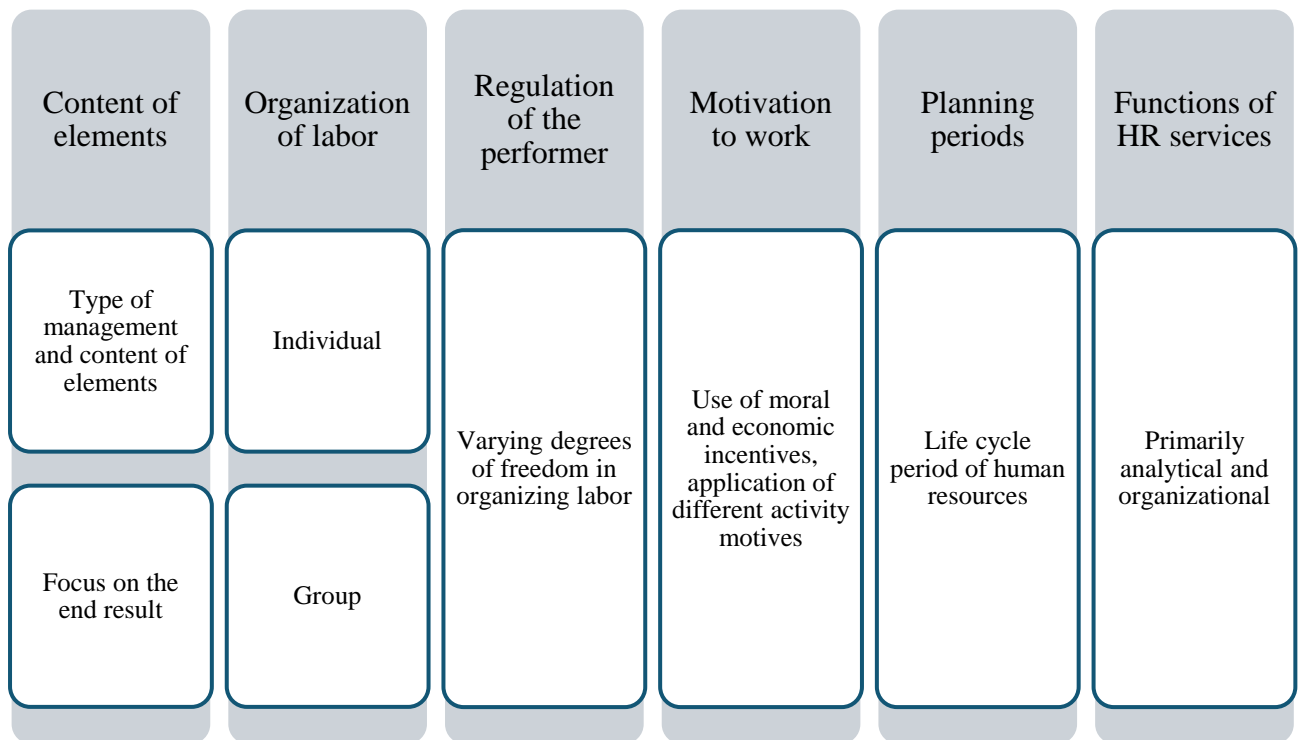 Content of
elements
Type of
management
and content of
elements
Focus on the
end result
Organization
of labor
Individual
Group
Regulation
of the
performer
Varying degrees
of freedom in
organizing labor
Motivation
to work
Use of moral
and economic
incentives,
application of
different activity
motives
Planning
periods
Life cycle
period of human
resources
Functions of
HR services
Primarily
analytical and
organizational